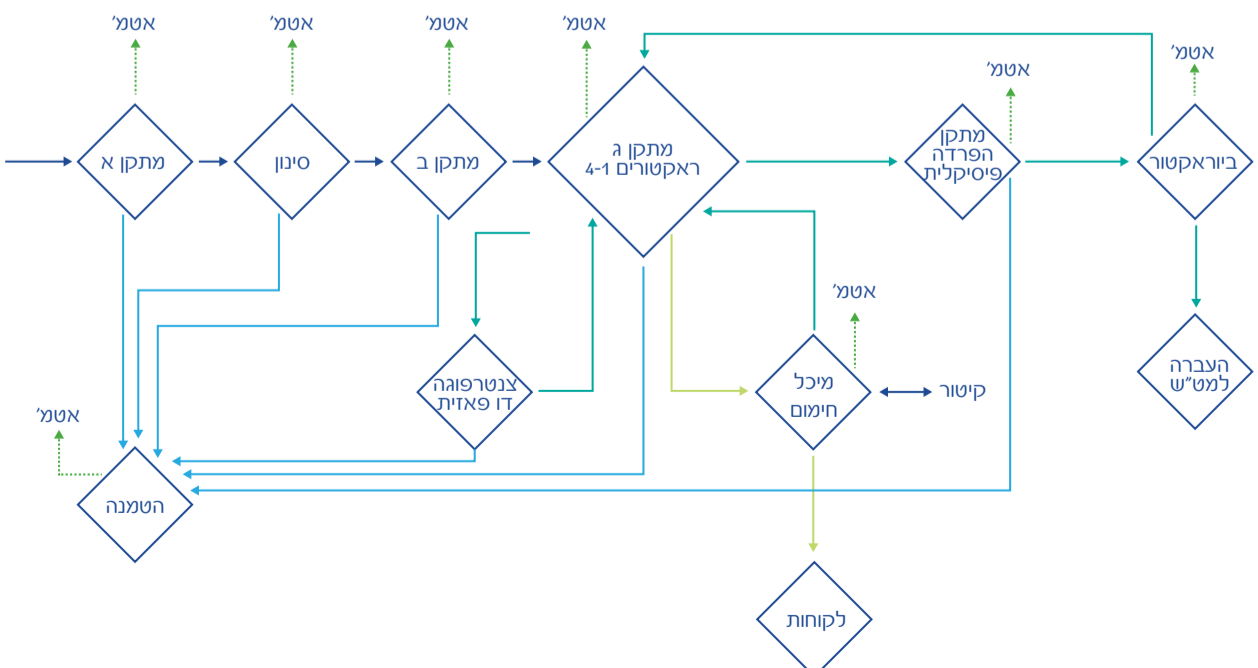 אטמ׳
אטמ׳
אטמ׳
אטמ׳
אטמ׳
אטמ׳
מתקן א
סינון
מתקן ב
מתקן ג
ראקטורים 4-1
מתקן
הפרדה
פיסיקלית
ביוראקטור
אטמ׳
צנטרפוגה
דו פאזית
מיכל
חימום
קיטור
העברה
למט״ש
אטמ׳
הטמנה
לקוחות